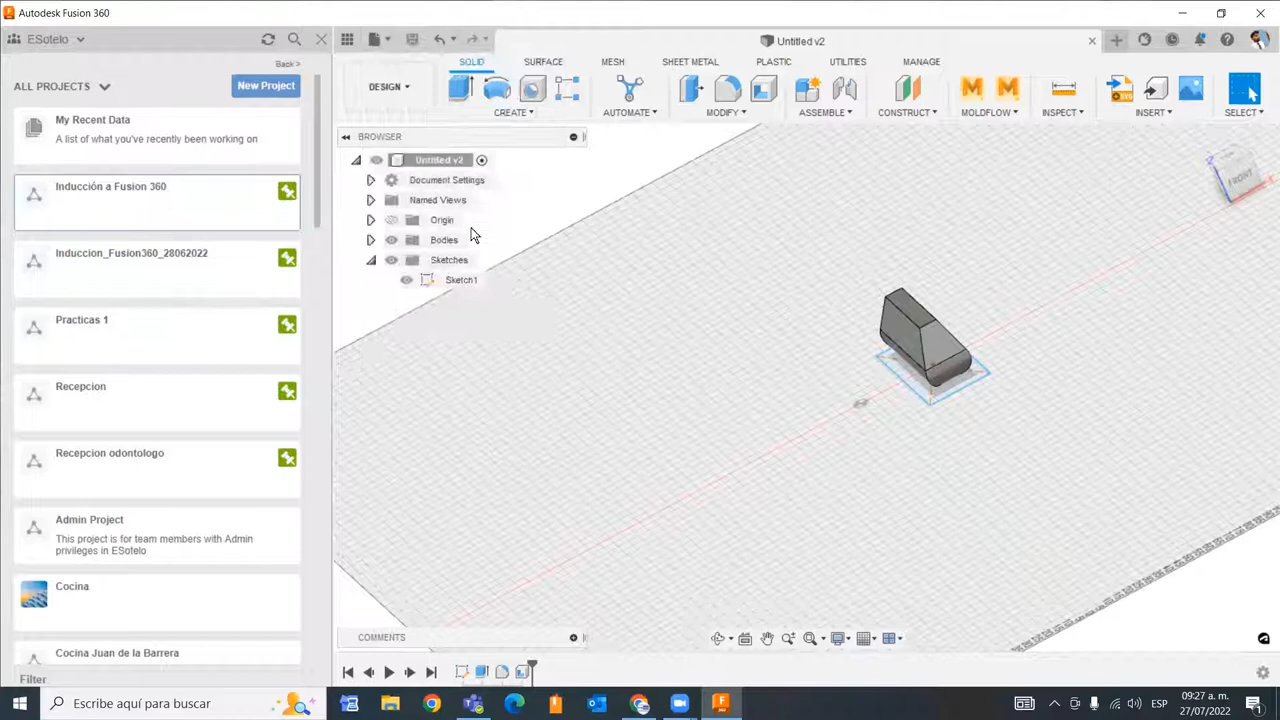 Autodesk Fusion 360
ESotelo
Untitled v2
Back >
ALL PROJECTS
New Project
My Recent Data
A list of what you've recently been working on
Inducción a Fusion 360
Induccion_Fusion360_28062022
Practicas 1
Recepcion
Recepcion odontologo
Admin Project
This project is for team members with Admin
privileges in ESotelo
Cocina
Cocina Juan de la Barrera
Filter
SOLID
SURFACE
MESH
SHEET METAL
PLASTIC
UTILITIES
MANAGE
DESIGN
CREATE
AUTOMATE
MODIFY
ASSEMBLE
CONSTRUCT
MOLDFLOW
INSPECT
INSERT
SELECT
BROWSER
Untitled v2
Document Settings
Named Views
Origin
Bodies
Sketches
Sketch1
FRONT
Z
X
COMMENTS
Escribe aquí para buscar
ESP
09:27 a. m.
27/07/2022